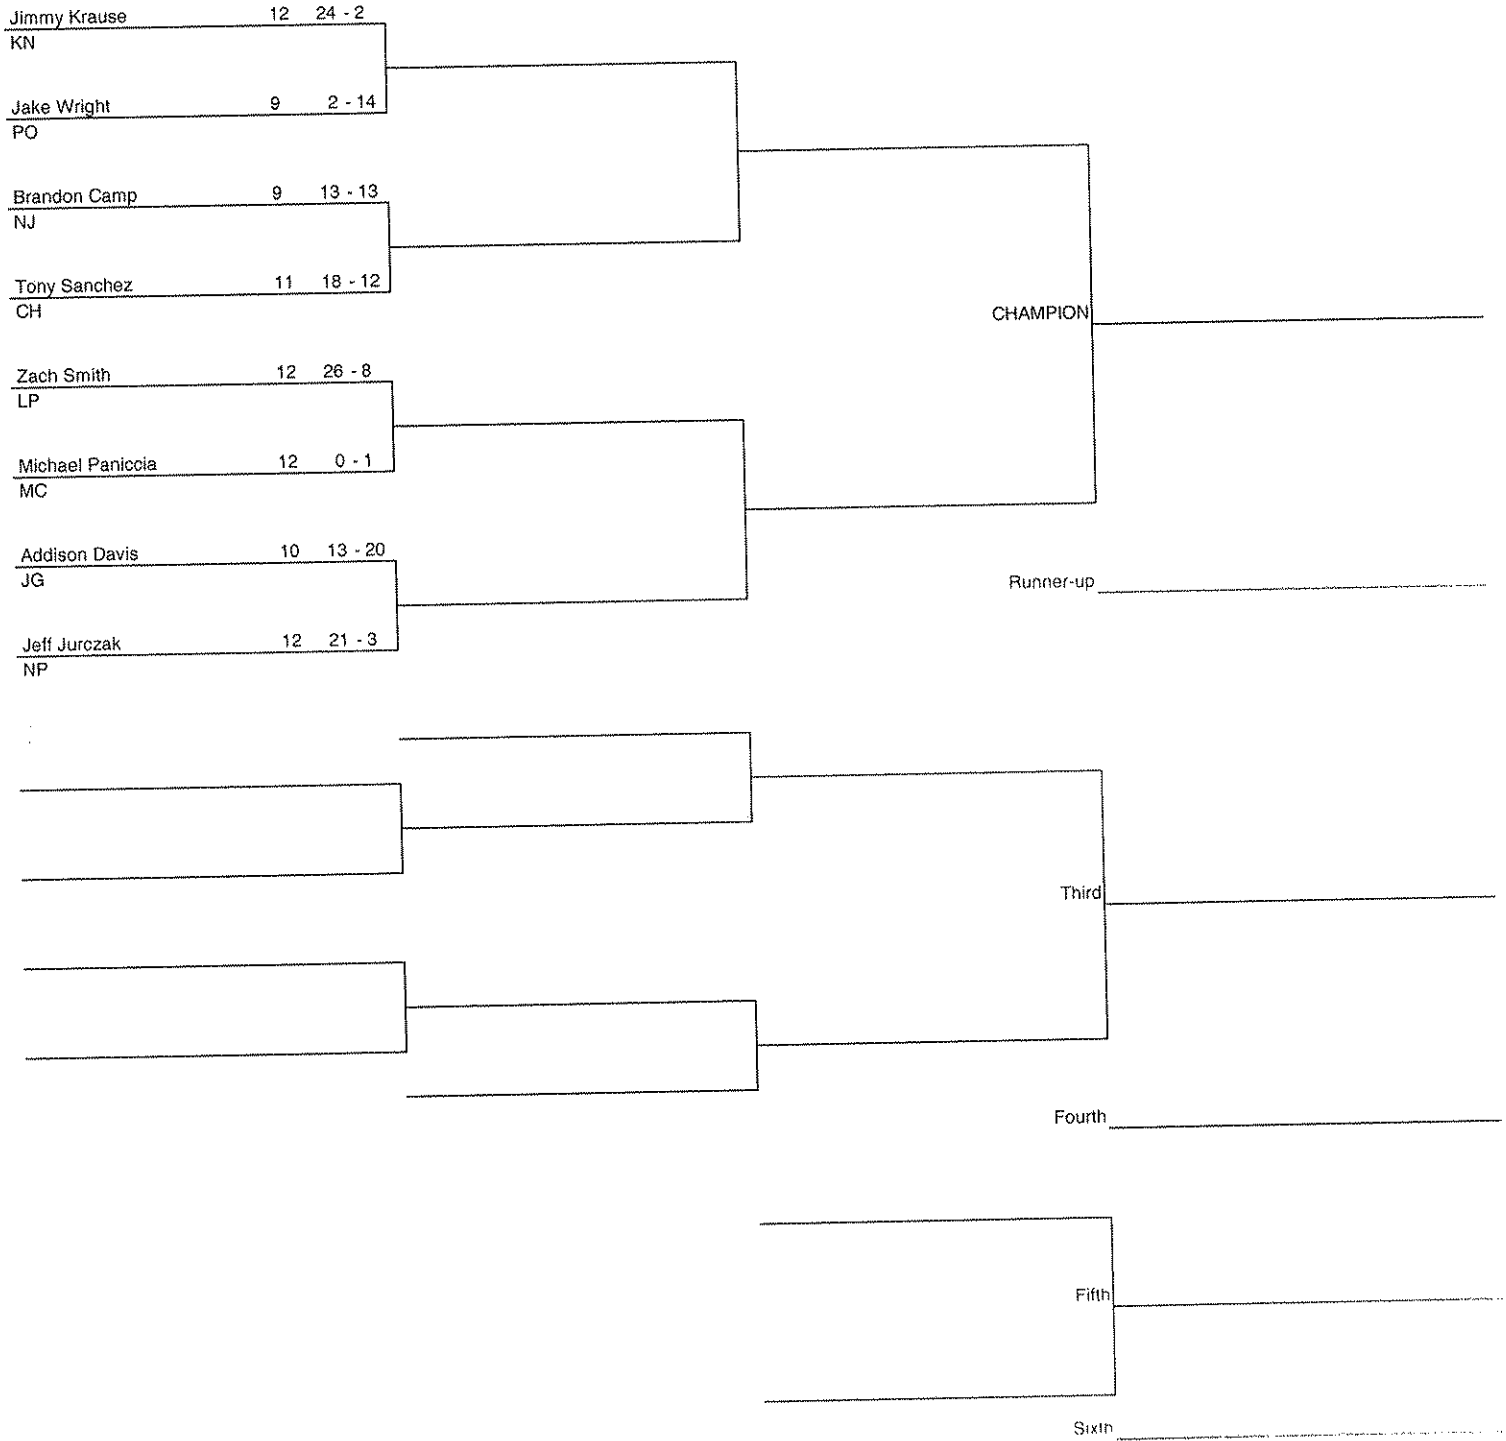 Jimmy Krause 12 24 - 2
KN
Jake Wright 9 2 - 14
PO
Brandon Camp 9 13 - 13
NJ
Tony Sanchez 11 18 - 12
CH
CHAMPION
Zach Smith 12 26 - 8
LP
Michael Paniccia 12 0 - 1
MC
Addison Davis 10 13 - 20
JG
Runner-up
Jeff Jurczak 12 21 - 3
NP
Third
Fourth
Fifth
Sixth